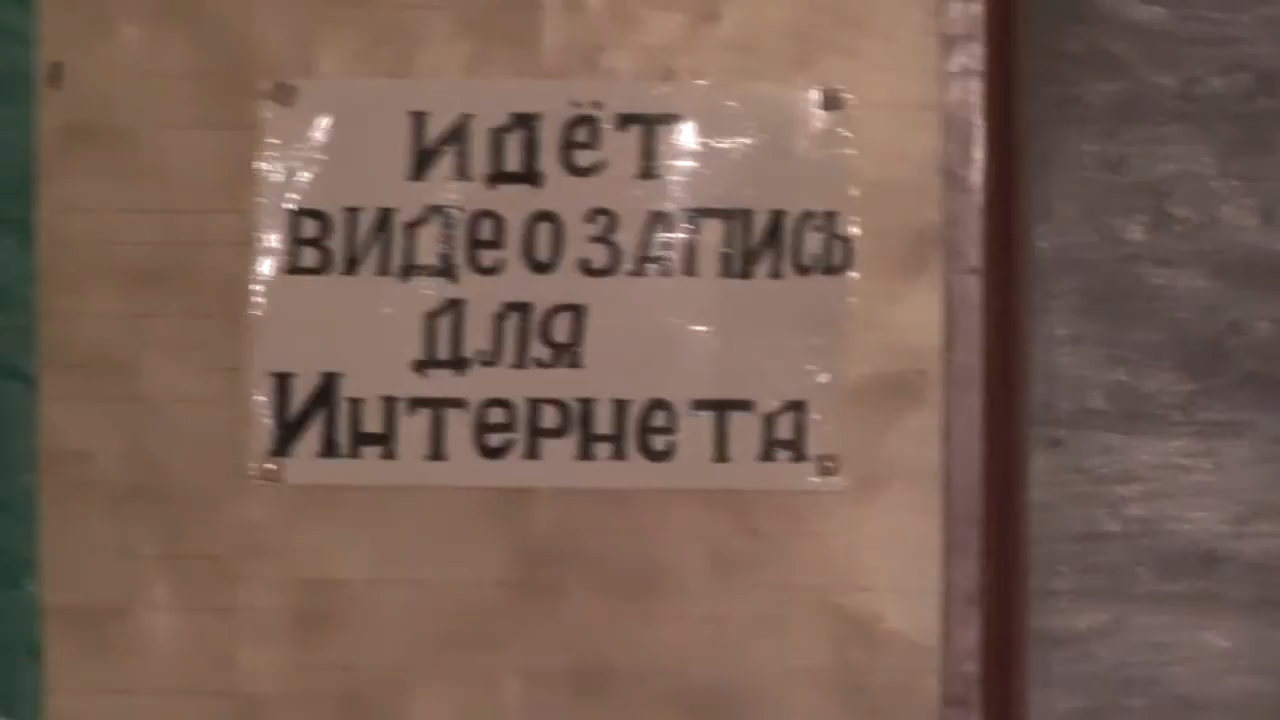 идёт
видеозапись
для
Интернета.